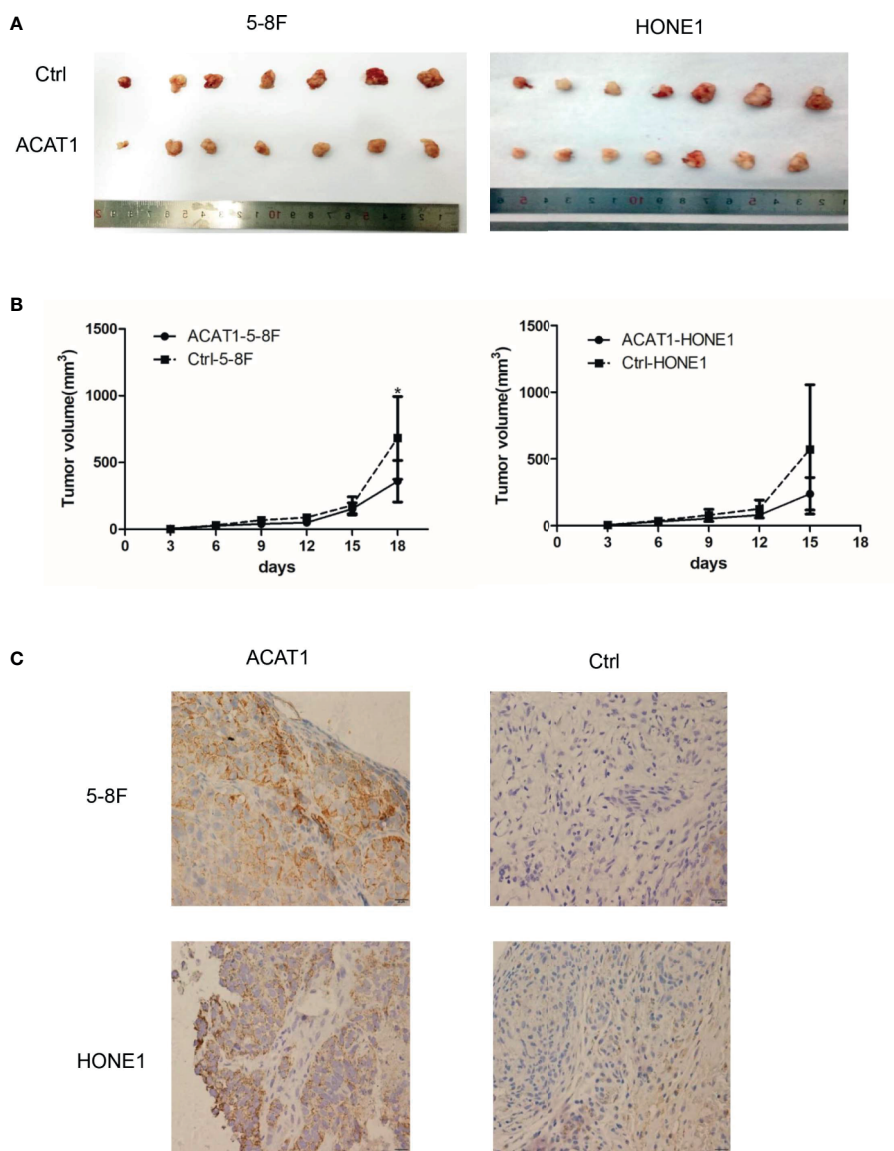 A
5-8F
HONE1
Ctrl
ACAT1
B
1500
1000
500
0
Tumor volume(mm³)
ACAT1-5-8F
Ctrl-5-8F
*
0 3 6 9 12 15 18
days
1500
1000
500
0
Tumor volume(mm³)
ACAT1-HONE1
Ctrl-HONE1
0 3 6 9 12 15 18
days
C
ACAT1
Ctrl
5-8F
HONE1